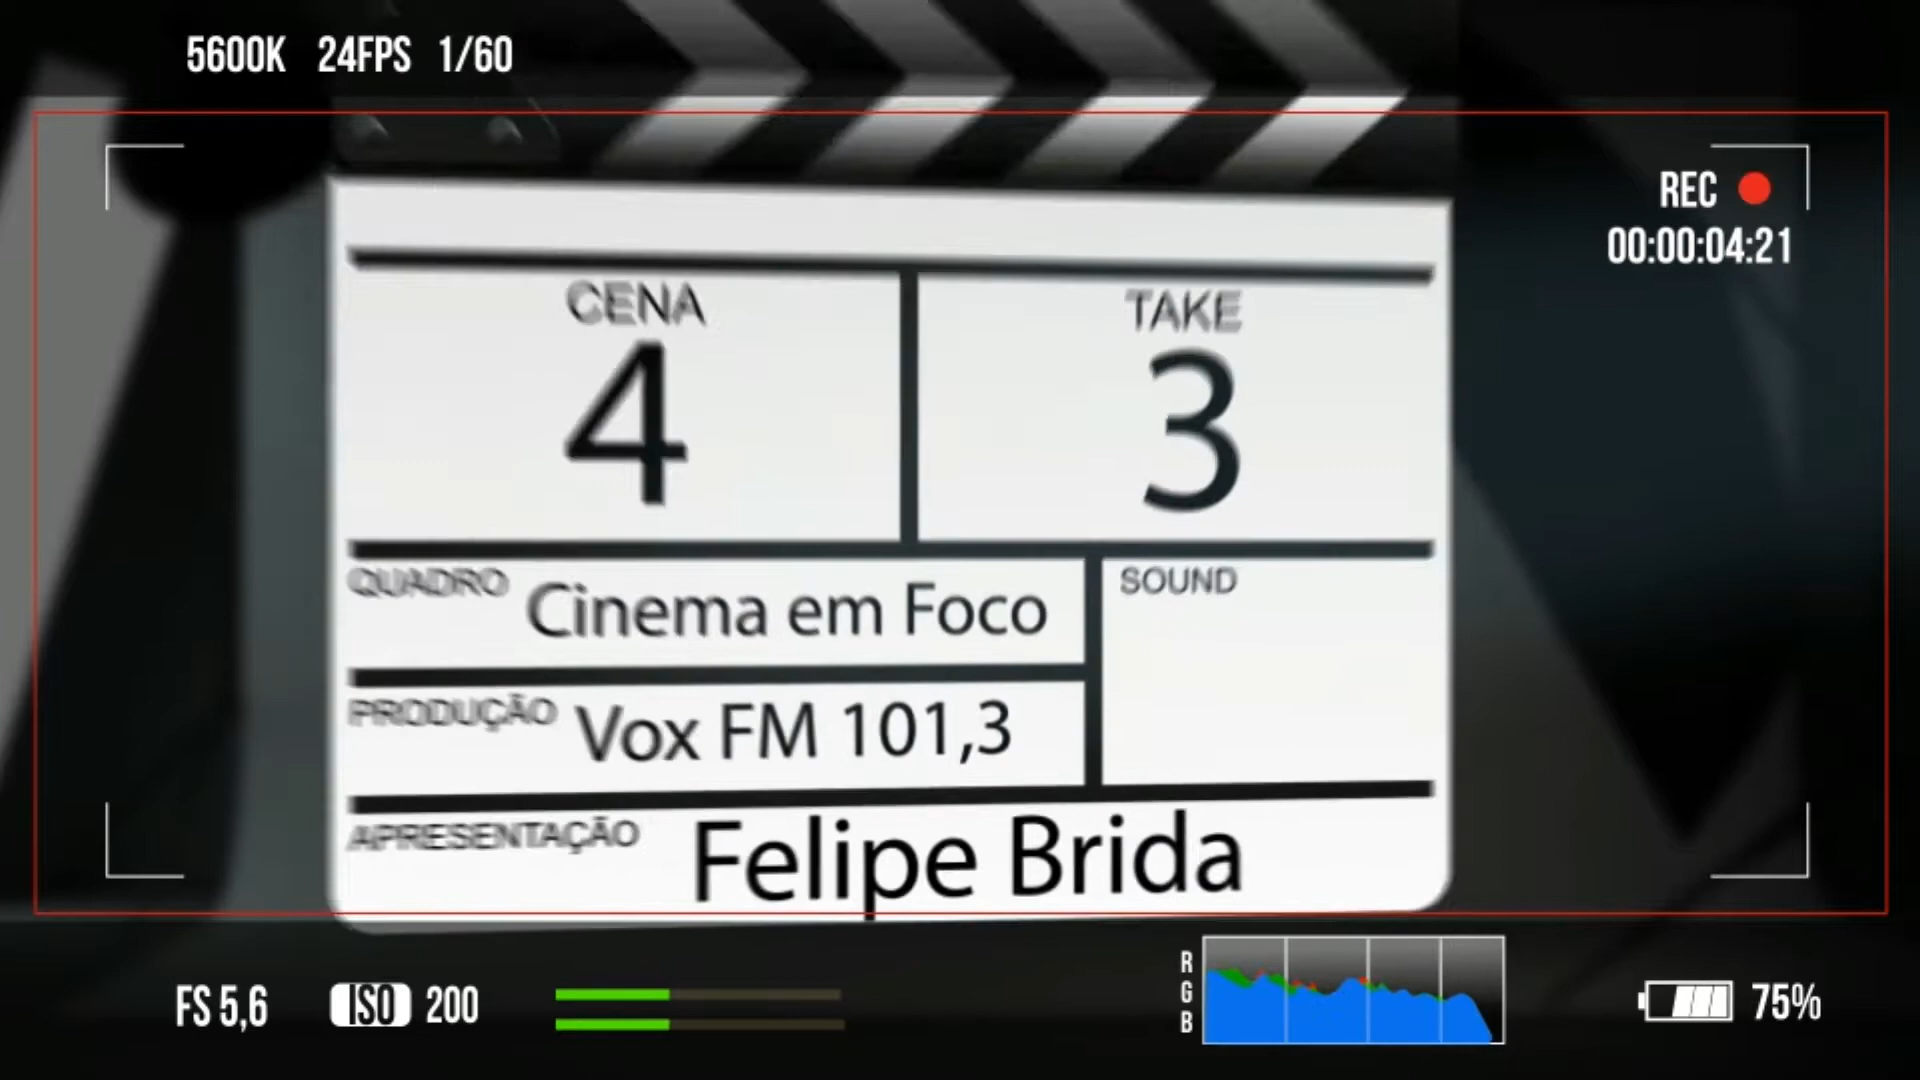 5600K 24FPS 1/60
REC
00:00:04:21
CENA
4
TAKE
3
QUADRO Cinema em Foco
SOUND
PRODUÇÃO Vox FM 101,3
APRESENTAÇÃO Felipe Brida
FS 5,6 ISO 200
R
G
B
75%